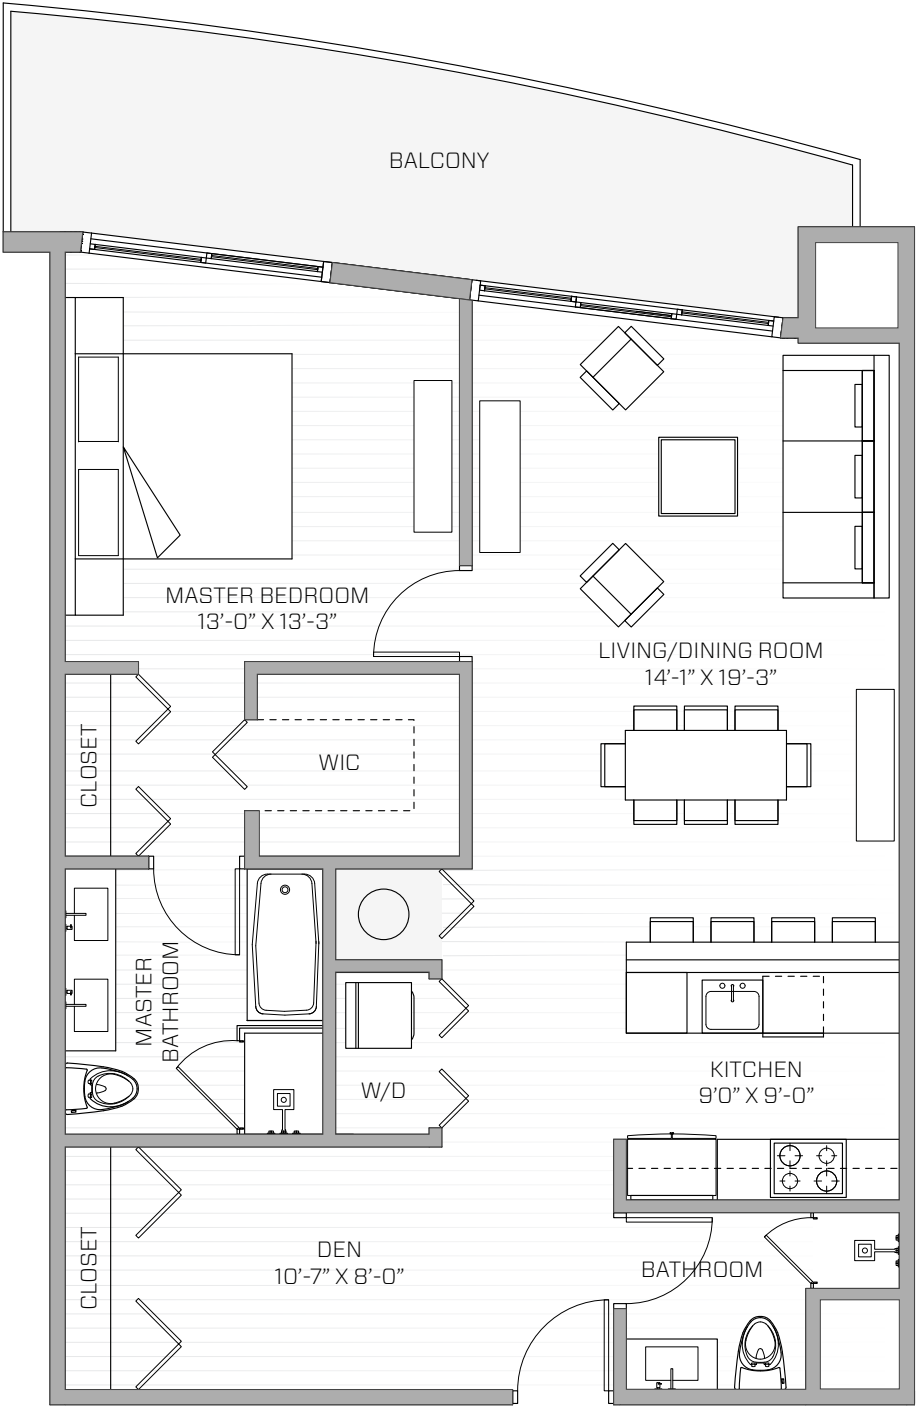 BALCONY
MASTER BEDROOM
13'-0" X 13'-3"
LIVING/DINING ROOM
14'-1" X 19'-3"
CLOSET
WIC
MASTER
BATHROOM
W/D
KITCHEN
9'0" X 9'-0"
CLOSET
DEN
10'-7" X 8'-0"
BATHROOM